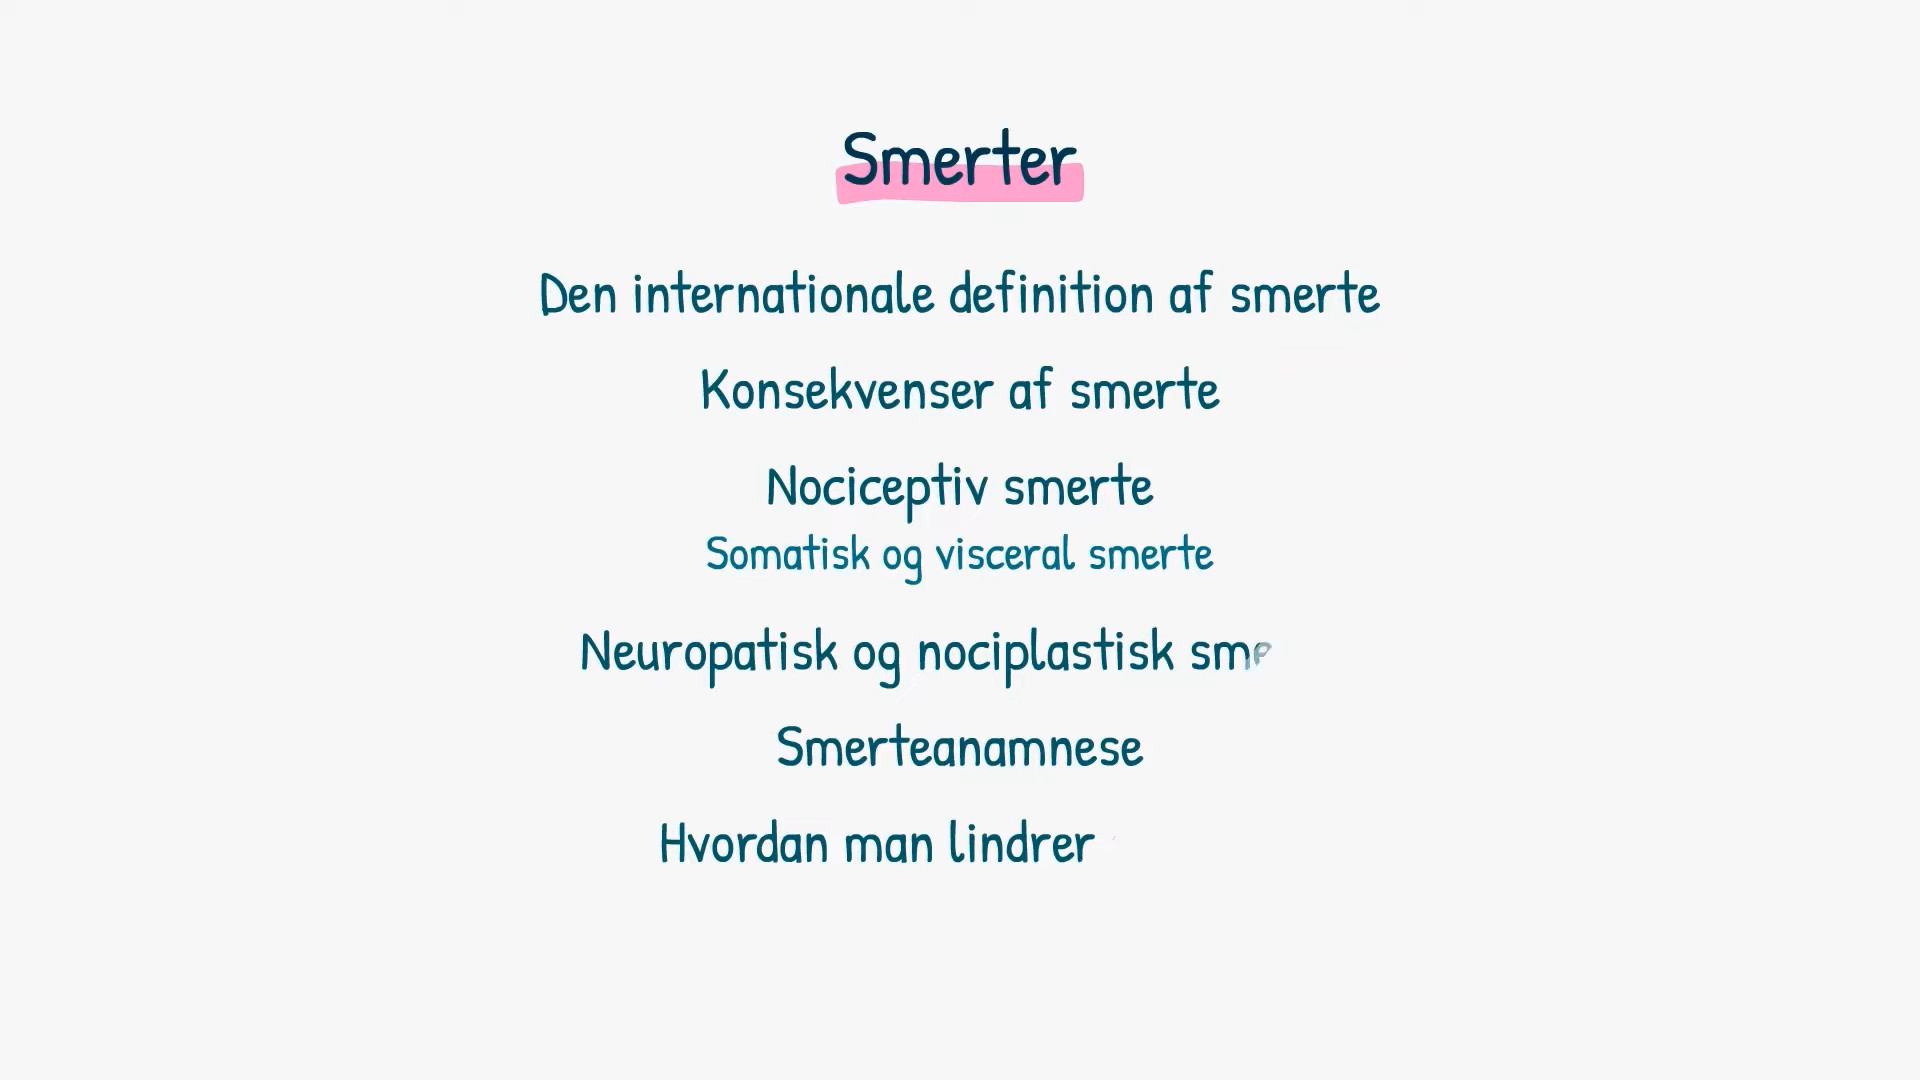 Smerter
Den internationale definition af smerte
Konsekvenser af smerte
Nociceptiv smerte
Somatisk og visceral smerte
Neuropatisk og nociplastisk sme
Smerteanamnese
Hvordan man lindrer